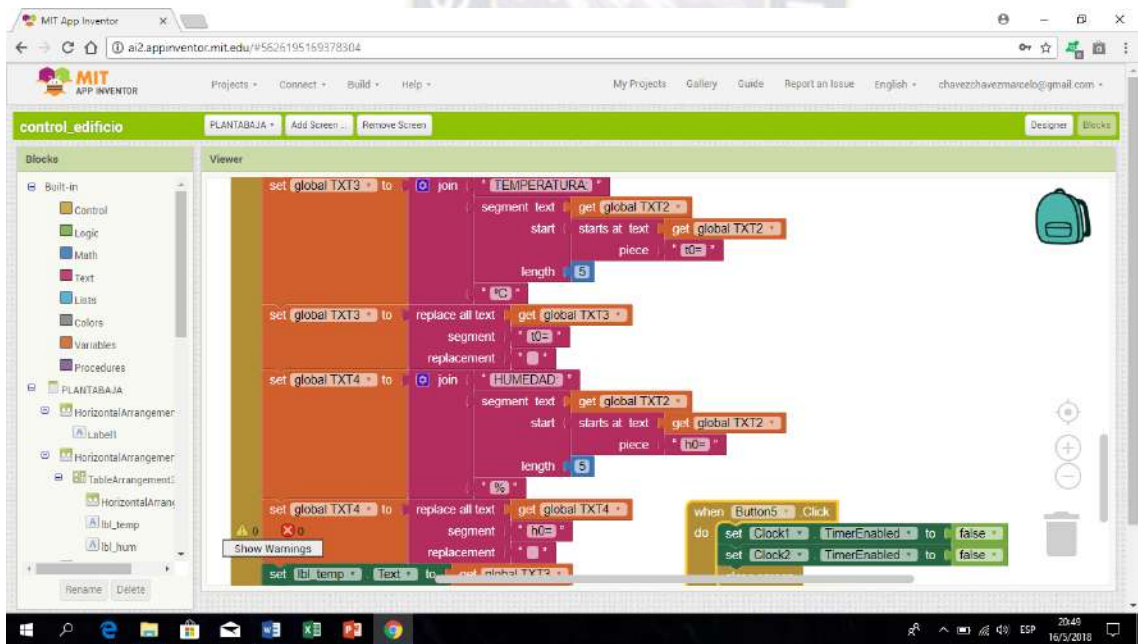 MIT App Inventor
ai2.appinventor.mit.edu/#5626195169378304
MIT
APP INVENTOR
Projects
Connect
Build
Help
My Projects
Gallery
Guide
Report an Issue
English
chavezchavezmarcelo@gmail.com
control_edificio
PLANTABAJA
Add Screen ...
Remove Screen
Designer
Blocks
Blocks
Viewer
Built-in
Control
Logic
Math
Text
Lists
Colors
Variables
Procedures
PLANTABAJA
HorizontalArrangemer
Label1
HorizontalArrangemer
TableArrangement
HorizontalArran
lbl_temp
lbl_hum
Rename
Delete
set global TXT3 to join " TEMPERATURA: "
segment text get global TXT2
start starts at text get global TXT2
piece " t0= "
length 5
" ºC "
set global TXT3 to replace all text get global TXT3
segment " t0= "
replacement " "
set global TXT4 to join " HUMEDAD: "
segment text get global TXT2
start starts at text get global TXT2
piece " h0= "
length 5
" % "
set global TXT4 to replace all text get global TXT4
segment " h0= "
replacement " "
set lbl_temp . Text to get global TXT3
0 0
Show Warnings
when Button5 .Click
do set Clock1 . TimerEnabled to false
set Clock2 . TimerEnabled to false
ESP
20:49
16/5/2018